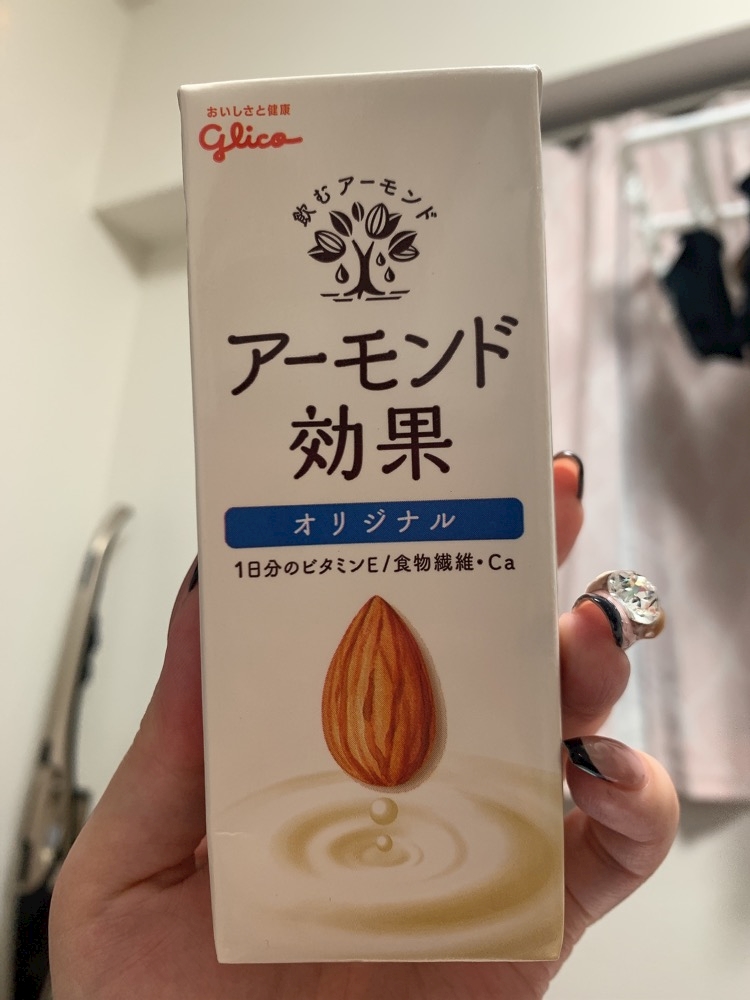 おいしさと健康
Glico
飲むアーモンド
アーモンド
効果
オリジナル
1日分のビタミンE/食物繊維・Ca